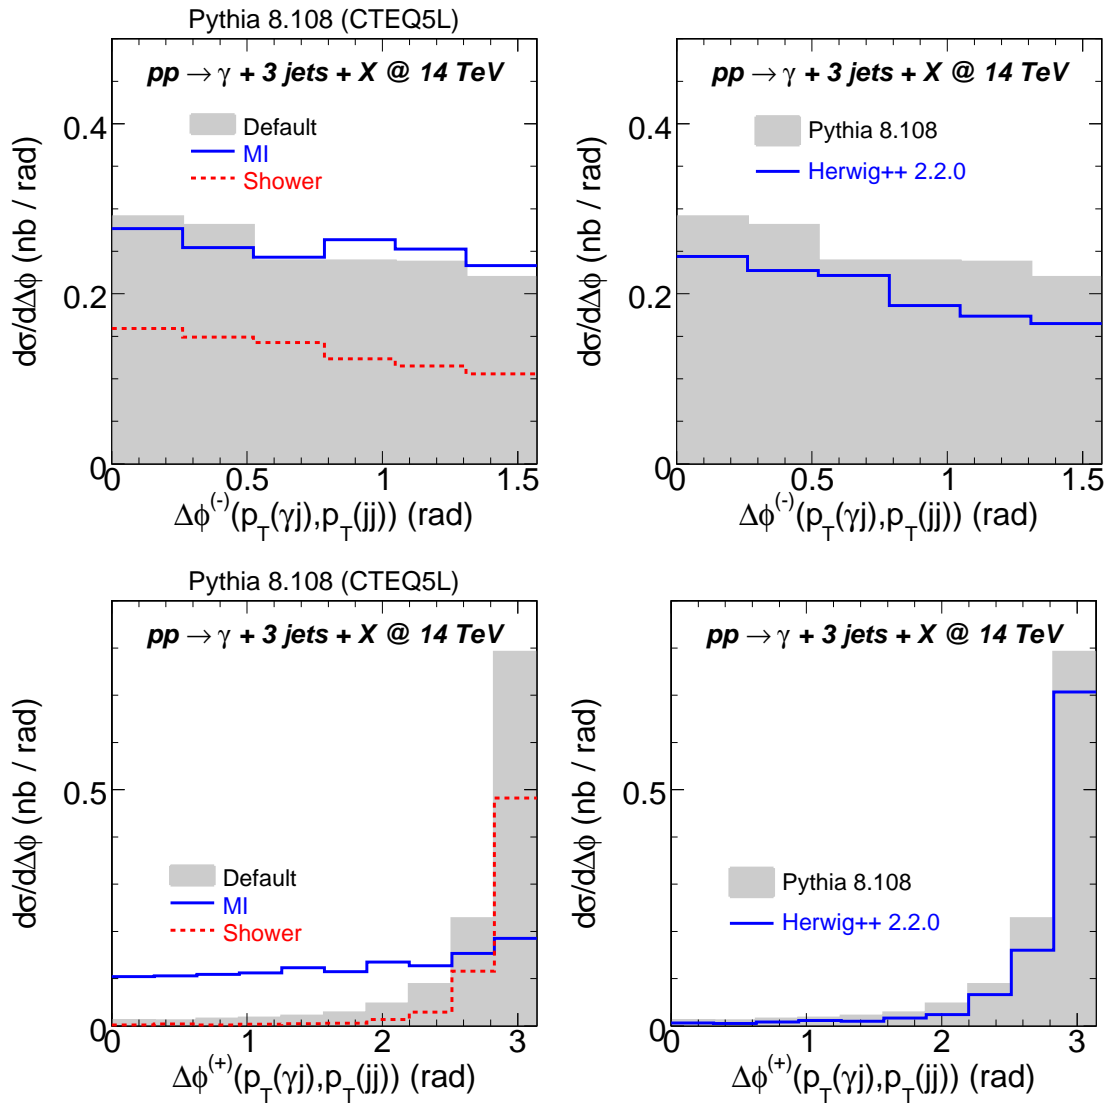 Pythia 8.108 (CTEQ5L)
pp → γ + 3 jets + X @ 14 TeV
Default
MI
Shower
dσ/dΔϕ (nb / rad)
0.4
0.2
0
0 0.5 1 1.5
Δϕ(-)(p_T(γj),p_T(jj)) (rad)
pp → γ + 3 jets + X @ 14 TeV
Pythia 8.108
Herwig++ 2.2.0
dσ/dΔϕ (nb / rad)
0.4
0.2
0
0 0.5 1 1.5
Δϕ(-)(p_T(γj),p_T(jj)) (rad)
Pythia 8.108 (CTEQ5L)
pp → γ + 3 jets + X @ 14 TeV
Default
MI
Shower
dσ/dΔϕ (nb / rad)
0.5
0
0 1 2 3
Δϕ(+)(p_T(γj),p_T(jj)) (rad)
pp → γ + 3 jets + X @ 14 TeV
Pythia 8.108
Herwig++ 2.2.0
dσ/dΔϕ (nb / rad)
0.5
0
0 1 2 3
Δϕ(+)(p_T(γj),p_T(jj)) (rad)